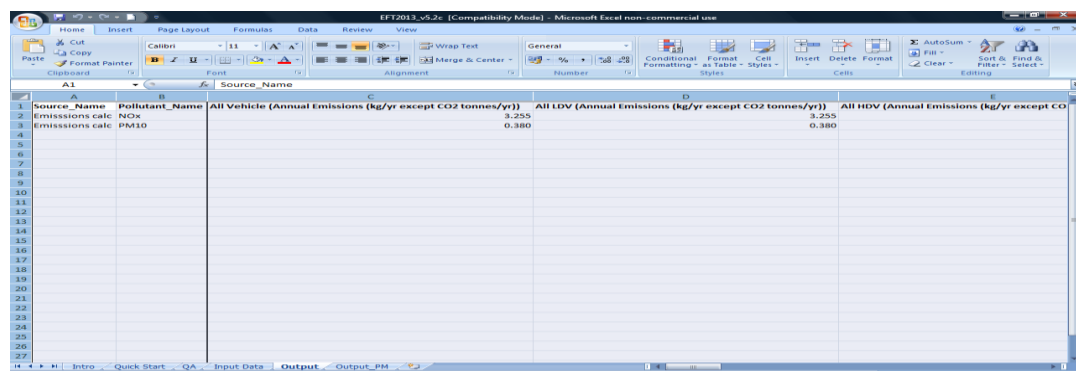 EFT2013_v5.2c [Compatibility Mode] - Microsoft Excel non-commercial use
Home Insert Page Layout Formulas Data Review View
Paste
Cut
Copy
Format Painter
Clipboard
Calibri 11
B I U
Font
Wrap Text
Merge & Center
Alignment
General
Number
Conditional Formatting
Format as Table
Cell Styles
Styles
Insert Delete Format
Cells
Σ AutoSum
Fill
Clear
Sort & Filter
Find & Select
Editing
A1 fx Source_Name
A B C D E
1 Source_Name Pollutant_Name All Vehicle (Annual Emissions (kg/yr except CO2 tonnes/yr)) All LDV (Annual Emissions (kg/yr except CO2 tonnes/yr)) All HDV (Annual Emissions (kg/yr except CO
2 Emisssions calc NOx 3.255 3.255
3 Emisssions calc PM10 0.380 0.380
4
5
6
7
8
9
10
11
12
13
14
15
16
17
18
19
20
21
22
23
24
25
26
27
Intro Quick Start QA Input Data Output Output_PM